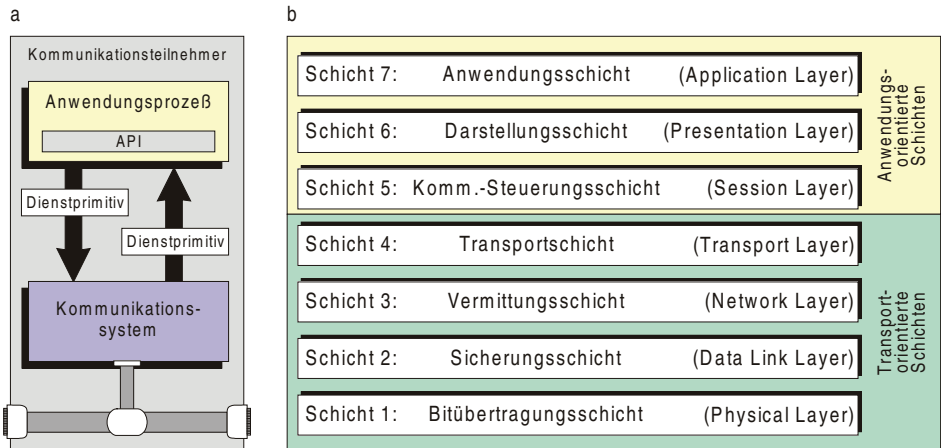 a
Kommunikationsteilnehmer
Anwendungsprozeß
API
Dienstprimitiv
Dienstprimitiv
Kommunikations-
system
b
Schicht 7: Anwendungsschicht (Application Layer)
Schicht 6: Darstellungsschicht (Presentation Layer)
Schicht 5: Komm.-Steuerungsschicht (Session Layer)
Anwendungs-
orientierte
Schichten
Schicht 4: Transportschicht (Transport Layer)
Schicht 3: Vermittungsschicht (Network Layer)
Schicht 2: Sicherungsschicht (Data Link Layer)
Schicht 1: Bitübertragungsschicht (Physical Layer)
Transport-
orientierte
Schichten